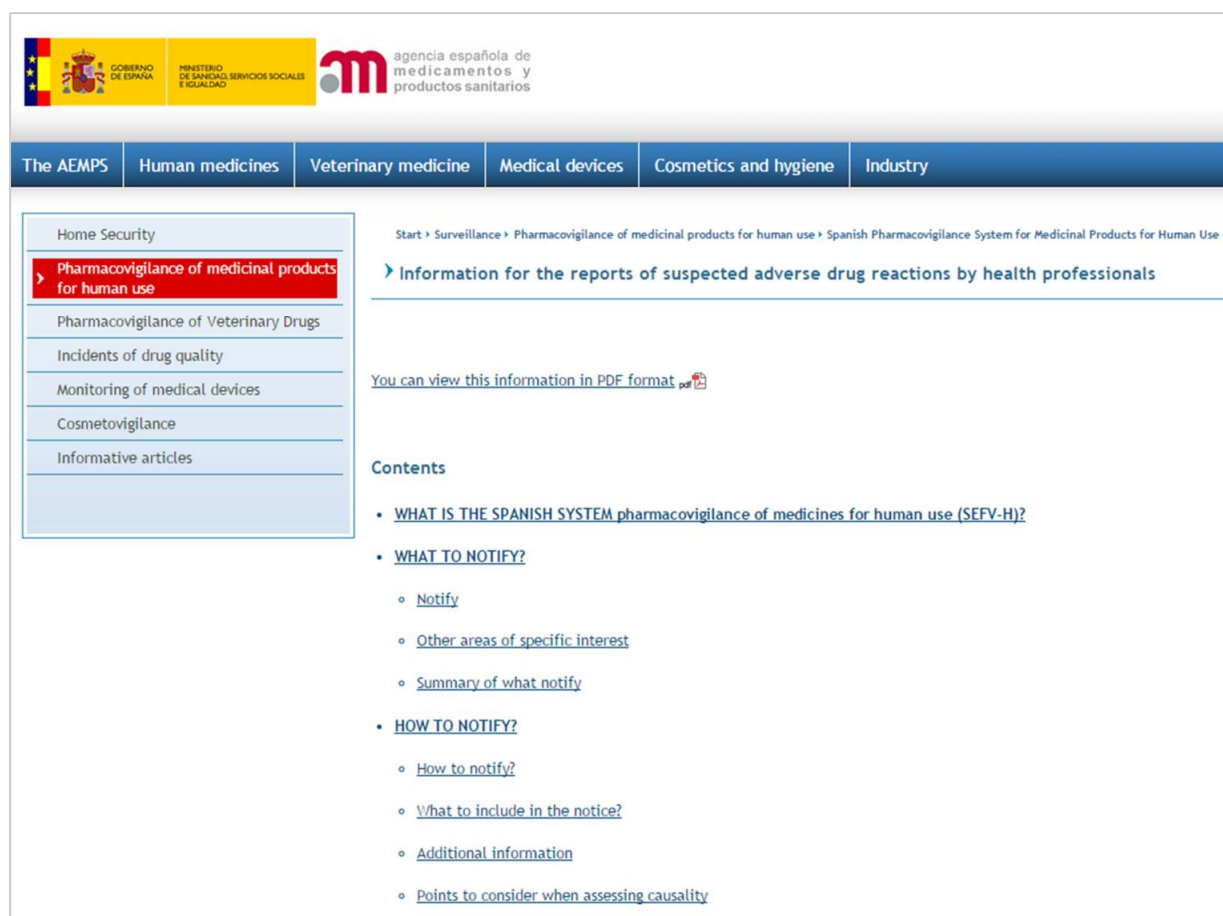 GOBIERNO
DE ESPAÑA
MINISTERIO
DE SANIDAD, SERVICIOS SOCIALES
E IGUALDAD
am
agencia española de
medicamentos y
productos sanitarios
The AEMPS
Human medicines
Veterinary medicine
Medical devices
Cosmetics and hygiene
Industry
Home Security
Pharmacovigilance of medicinal products
for human use
Pharmacovigilance of Veterinary Drugs
Incidents of drug quality
Monitoring of medical devices
Cosmetovigilance
Informative articles
Start › Surveillance › Pharmacovigilance of medicinal products for human use › Spanish Pharmacovigilance System for Medicinal Products for Human Use
Information for the reports of suspected adverse drug reactions by health professionals
You can view this information in PDF format pdf
Contents
WHAT IS THE SPANISH SYSTEM pharmacovigilance of medicines for human use (SEFV-H)?
WHAT TO NOTIFY?
Notify
Other areas of specific interest
Summary of what notify
HOW TO NOTIFY?
How to notify?
What to include in the notice?
Additional information
Points to consider when assessing causality